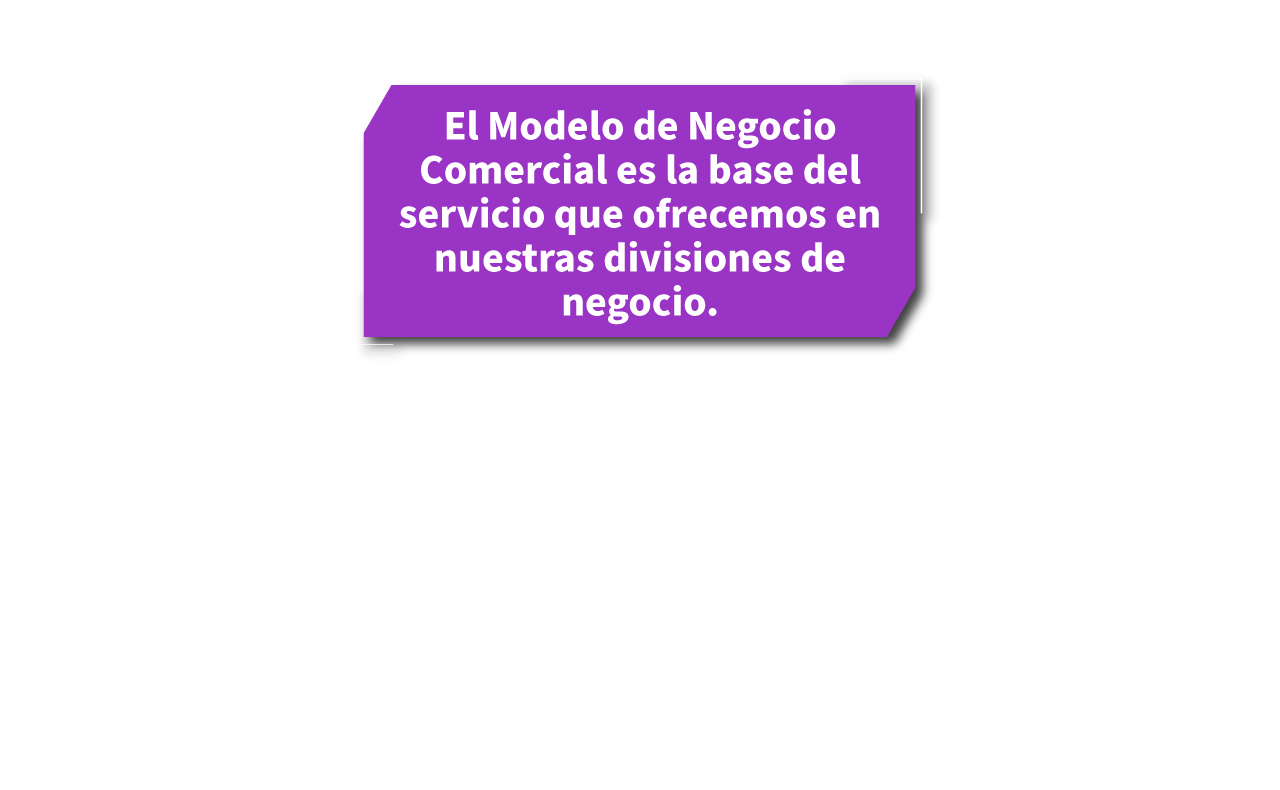 El Modelo de Negocio
Comercial es la base del
servicio que ofrecemos en
nuestras divisiones de
negocio.